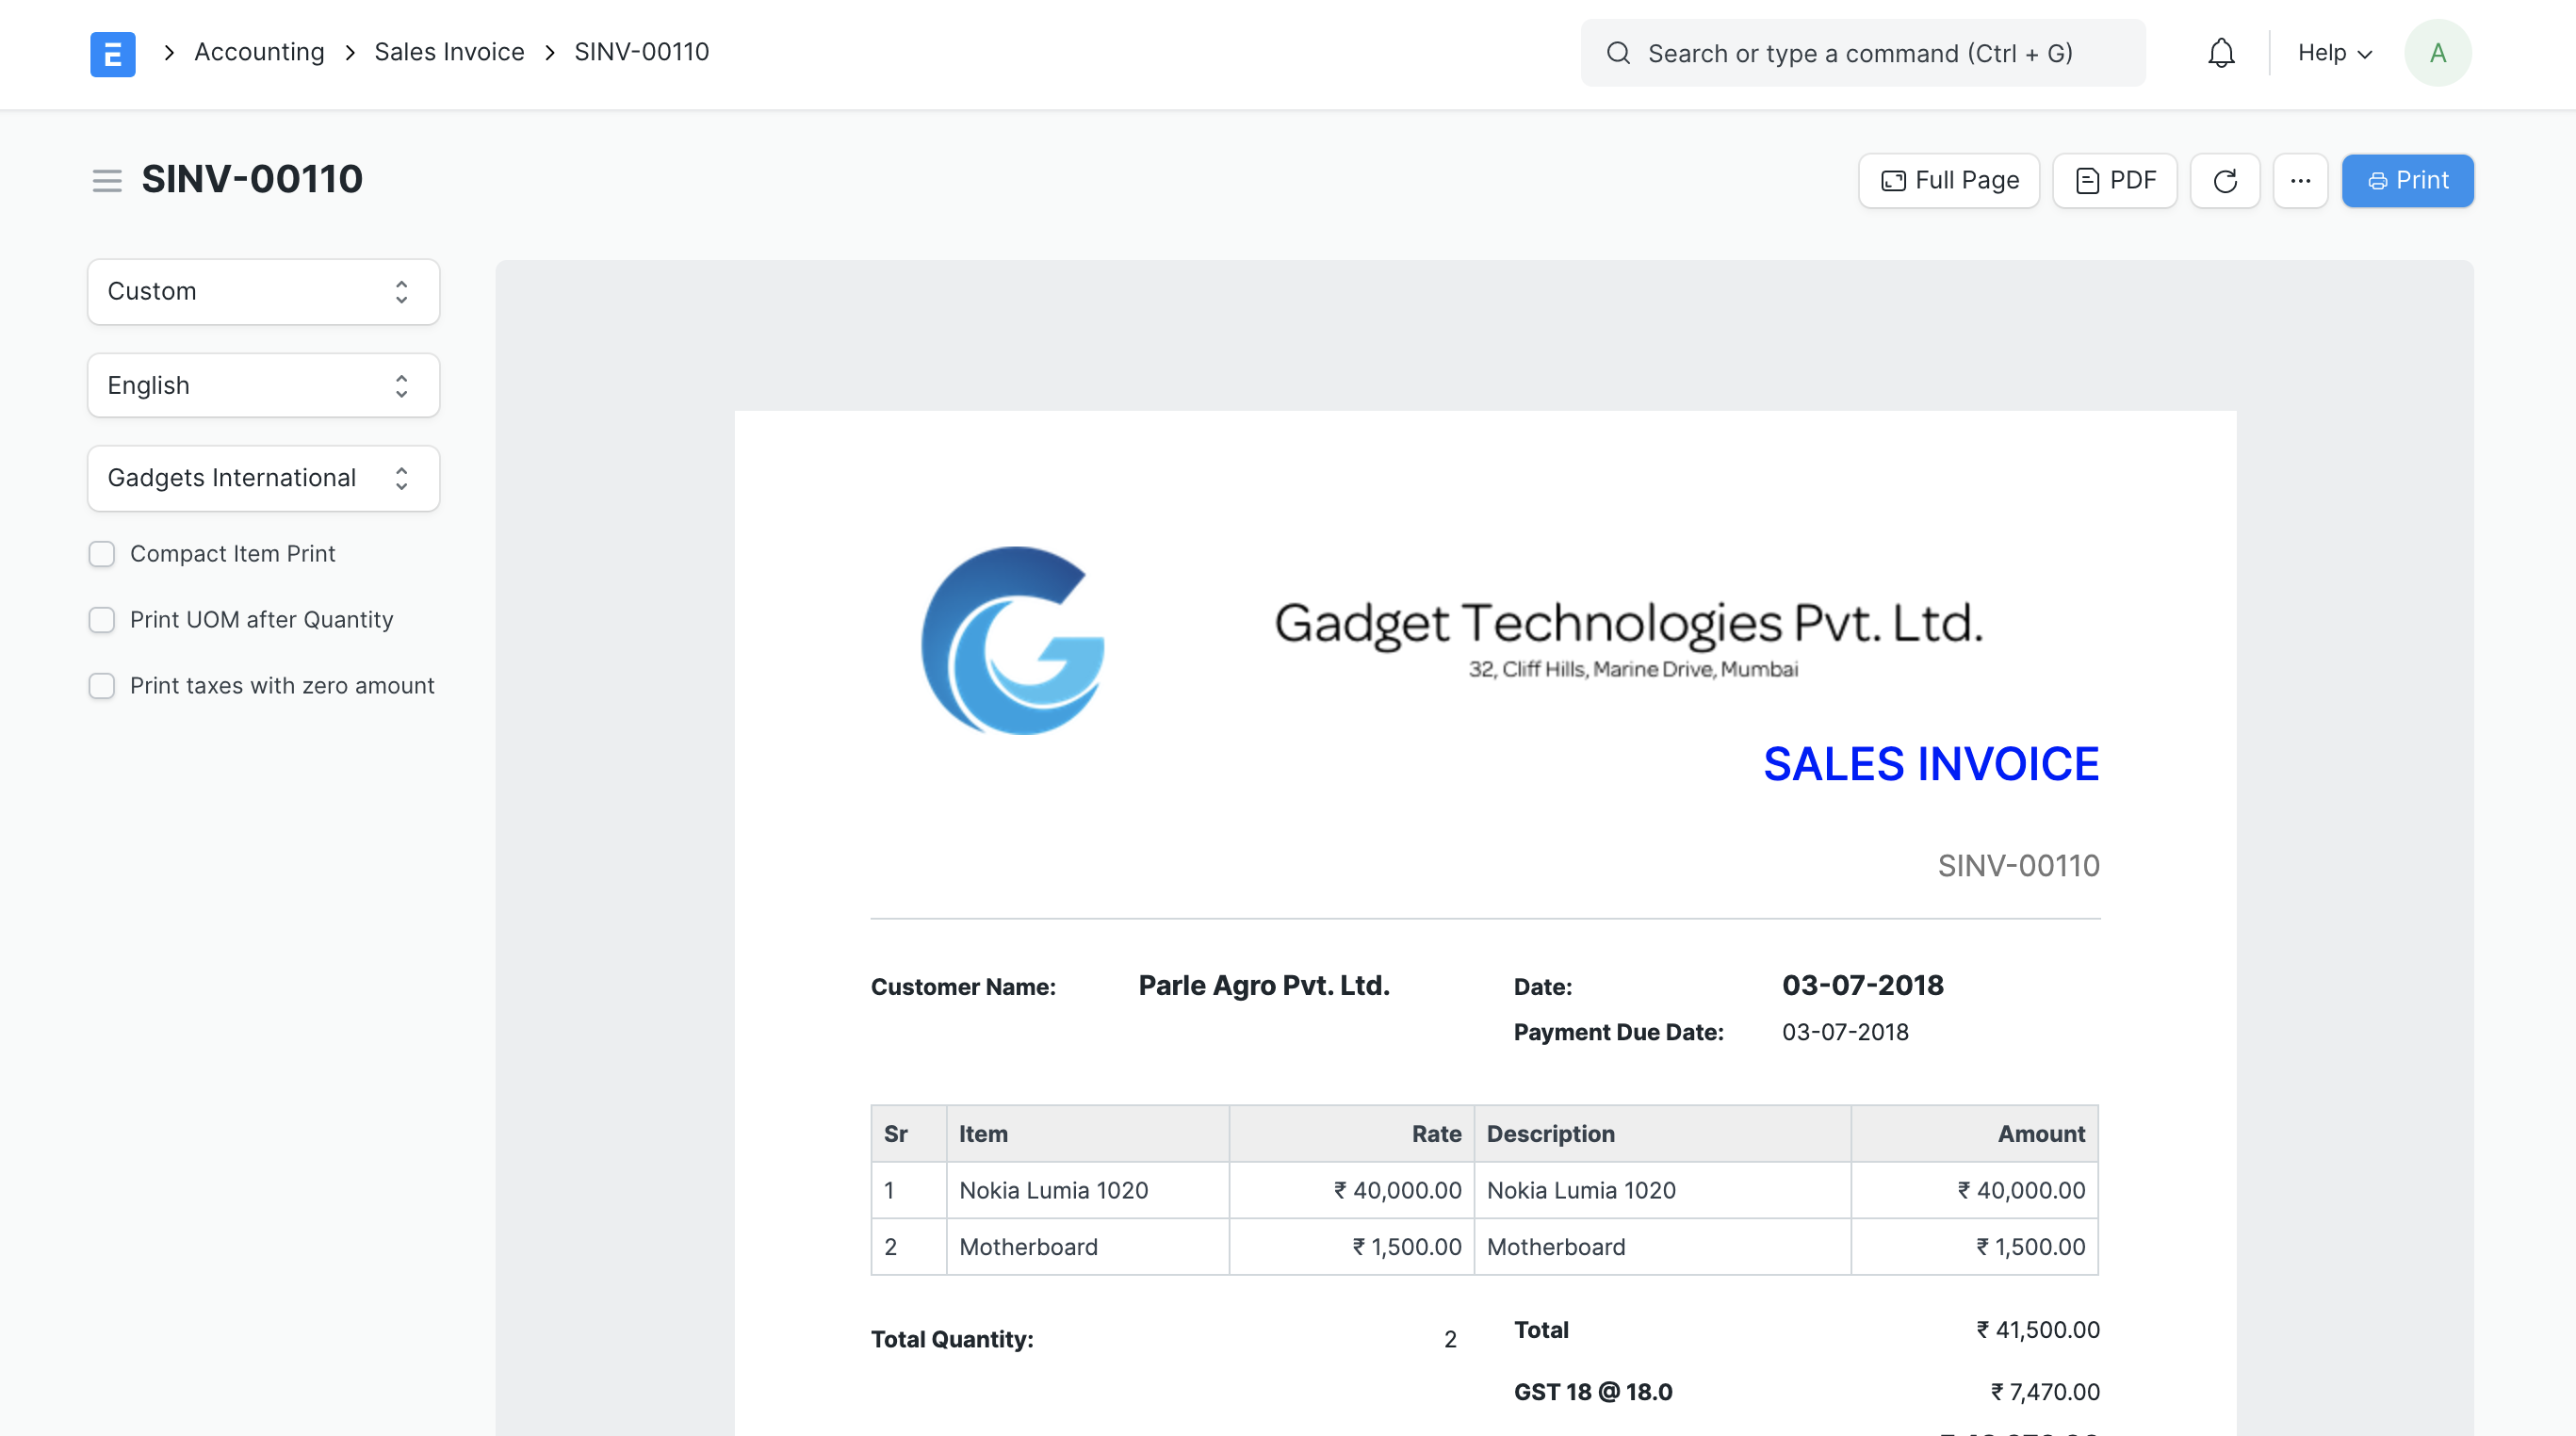 E Accounting Sales Invoice SINV-00110 Search or type a command (Ctrl + G) Help A
SINV-00110 Full Page PDF ··· Print
Custom
English
Gadgets International
Compact Item Print
Print UOM after Quantity
Print taxes with zero amount
G
Gadget Technologies Pvt. Ltd.
32, Cliff Hills, Marine Drive, Mumbai
SALES INVOICE
SINV-00110
Customer Name: Parle Agro Pvt. Ltd. Date: 03-07-2018
Payment Due Date: 03-07-2018
Sr Item Rate Description Amount
1 Nokia Lumia 1020 ₹ 40,000.00 Nokia Lumia 1020 ₹ 40,000.00
2 Motherboard ₹ 1,500.00 Motherboard ₹ 1,500.00
Total Quantity: 2 Total ₹ 41,500.00
GST 18 @ 18.0 ₹ 7,470.00